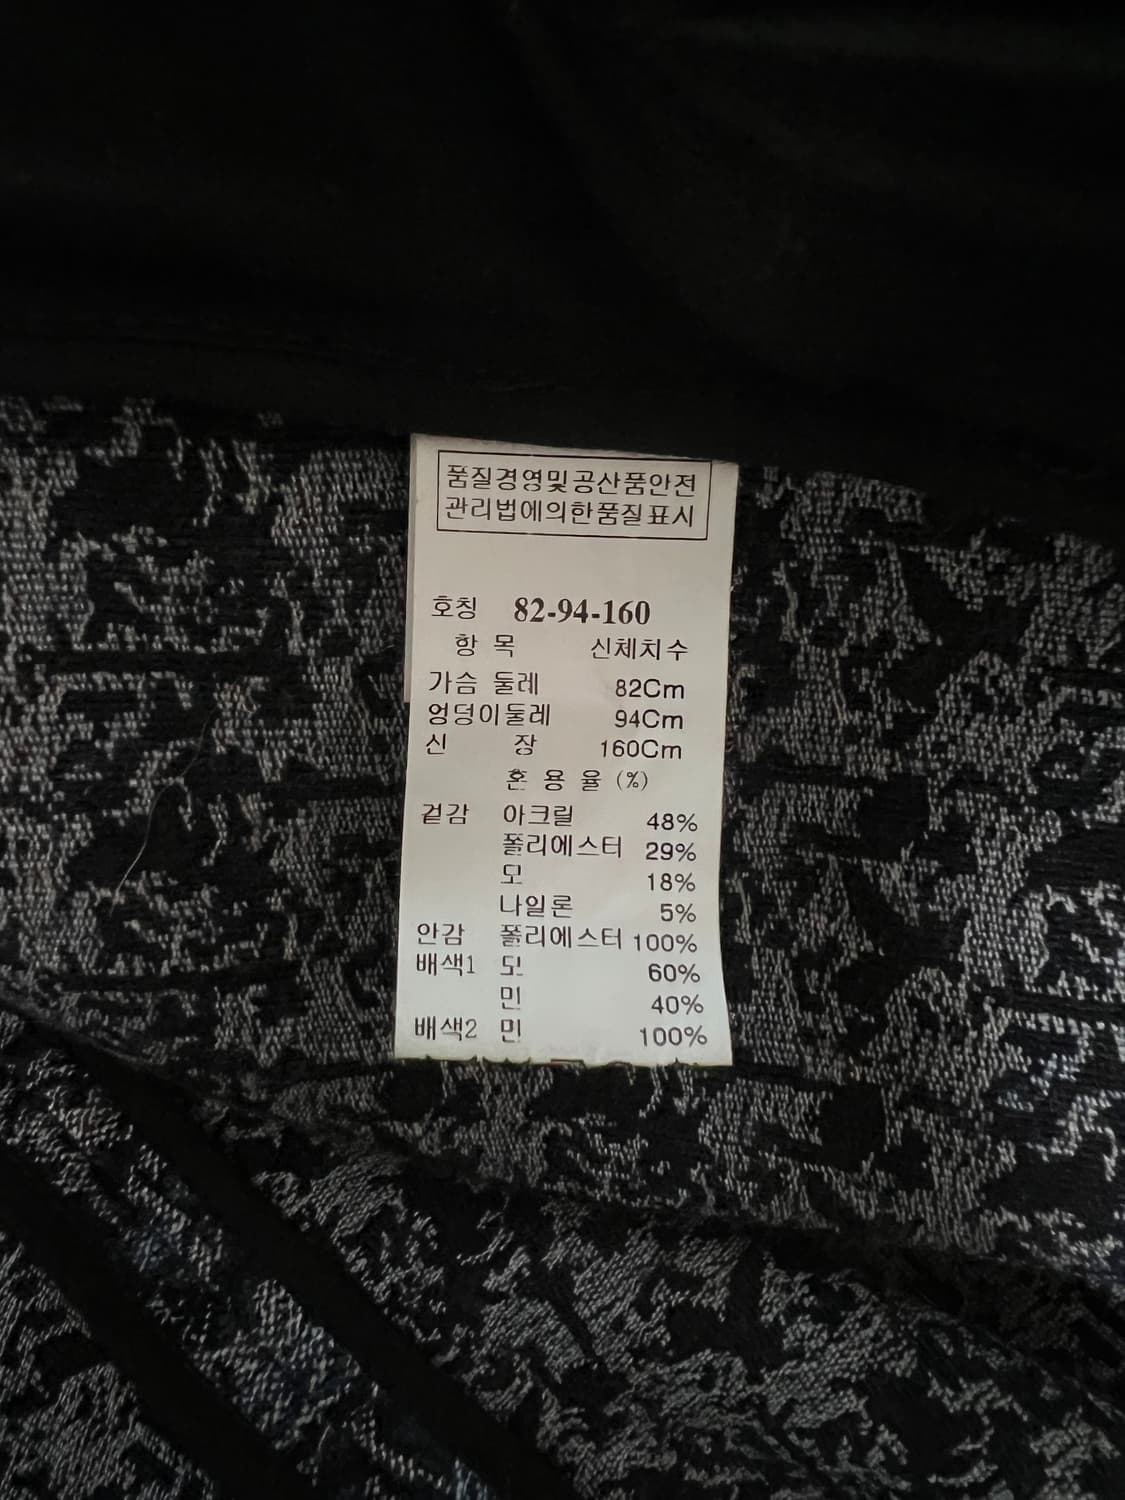 품질경영및공산품안전
관리법에의한품질표시
호칭 82-94-160
항 목 신체치수
가슴 둘레 82Cm
엉덩이둘레 94Cm
신 장 160Cm
혼 용 율 (%)
겉감 아크릴 48%
폴리에스터 29%
모 18%
나일론 5%
안감 폴리에스터 100%
배색1 모 60%
면 40%
배색2 면 100%